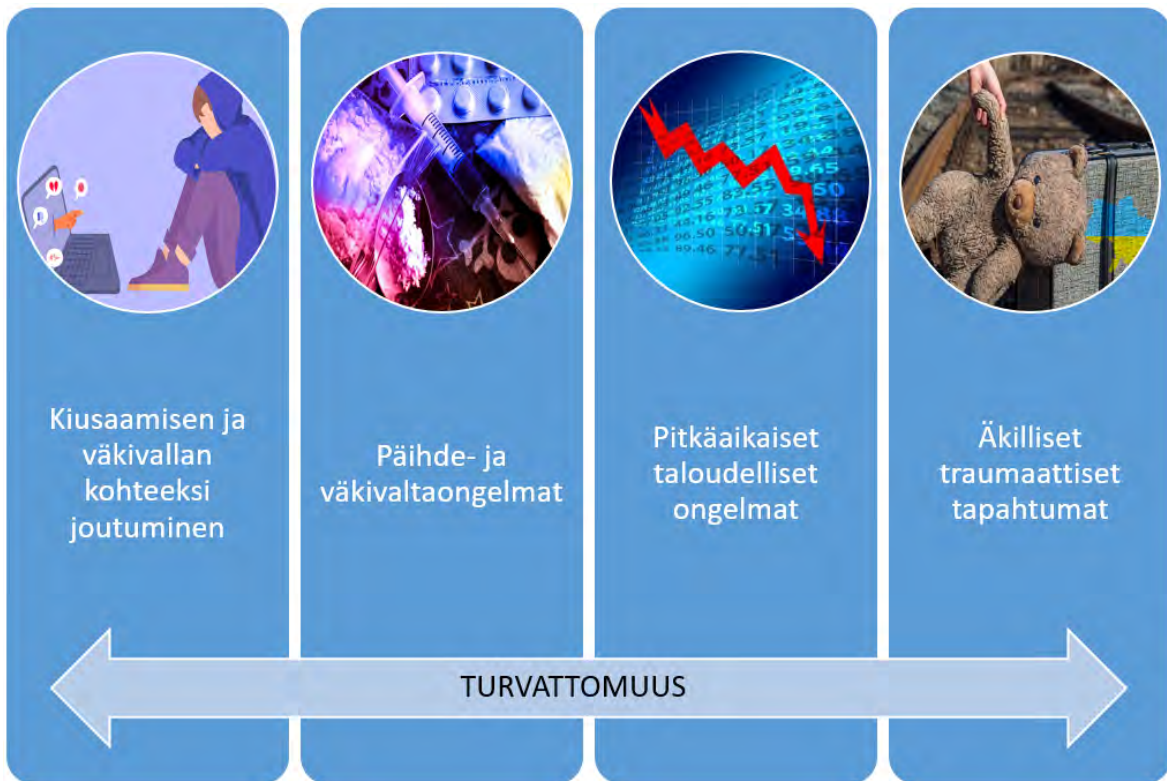 Kiusaamisen ja
väkivallan
kohteeksi
joutuminen
Päihde- ja
väkivaltaongelmat
Pitkäaikaiset
taloudelliset
ongelmat
Äkilliset
traumaattiset
tapahtumat
TURVATTOMUUS